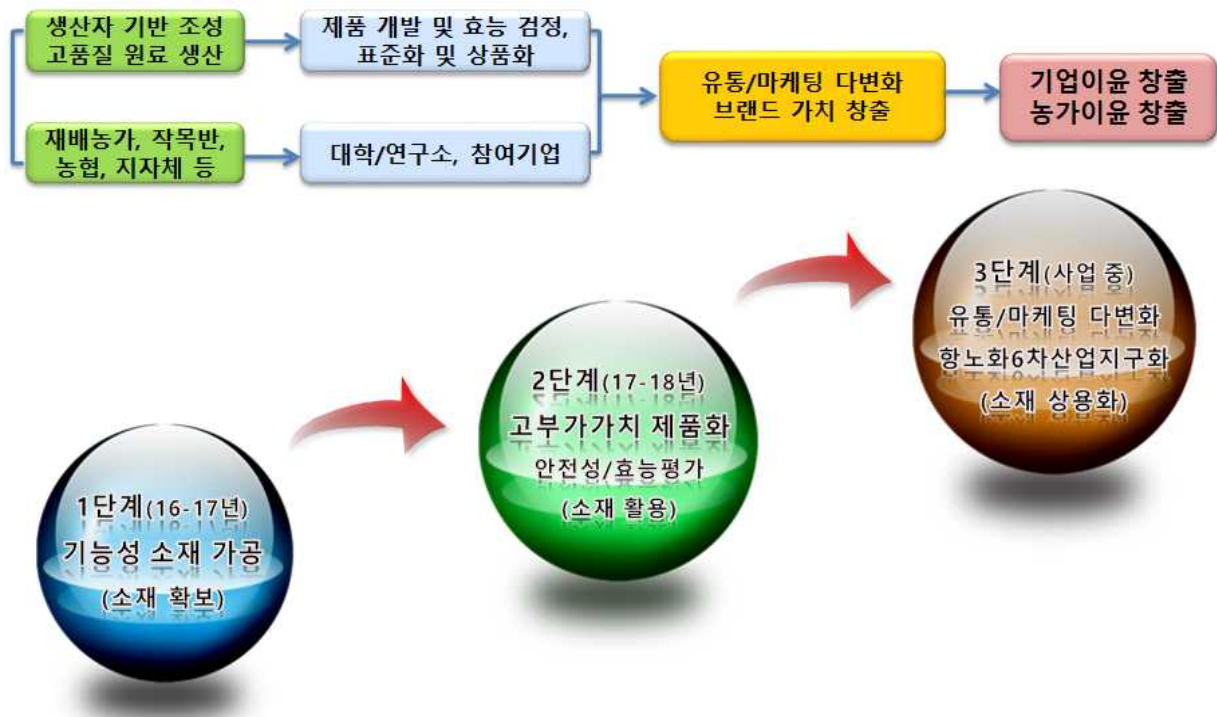 생산자 기반 조성
고품질 원료 생산
제품 개발 및 효능 검정,
표준화 및 상품화
재배농가, 작목반,
농협, 지자체 등
대학/연구소, 참여기업
유통/마케팅 다변화
브랜드 가치 창출
기업이윤 창출
농가이윤 창출
1단계(16-17년)
기능성 소재 가공
(소재 확보)
2단계(17-18년)
고부가가치 제품화
안전성/효능평가
(소재 활용)
3단계(사업 중)
유통/마케팅 다변화
항노화6차산업지구화
(소재 상용화)